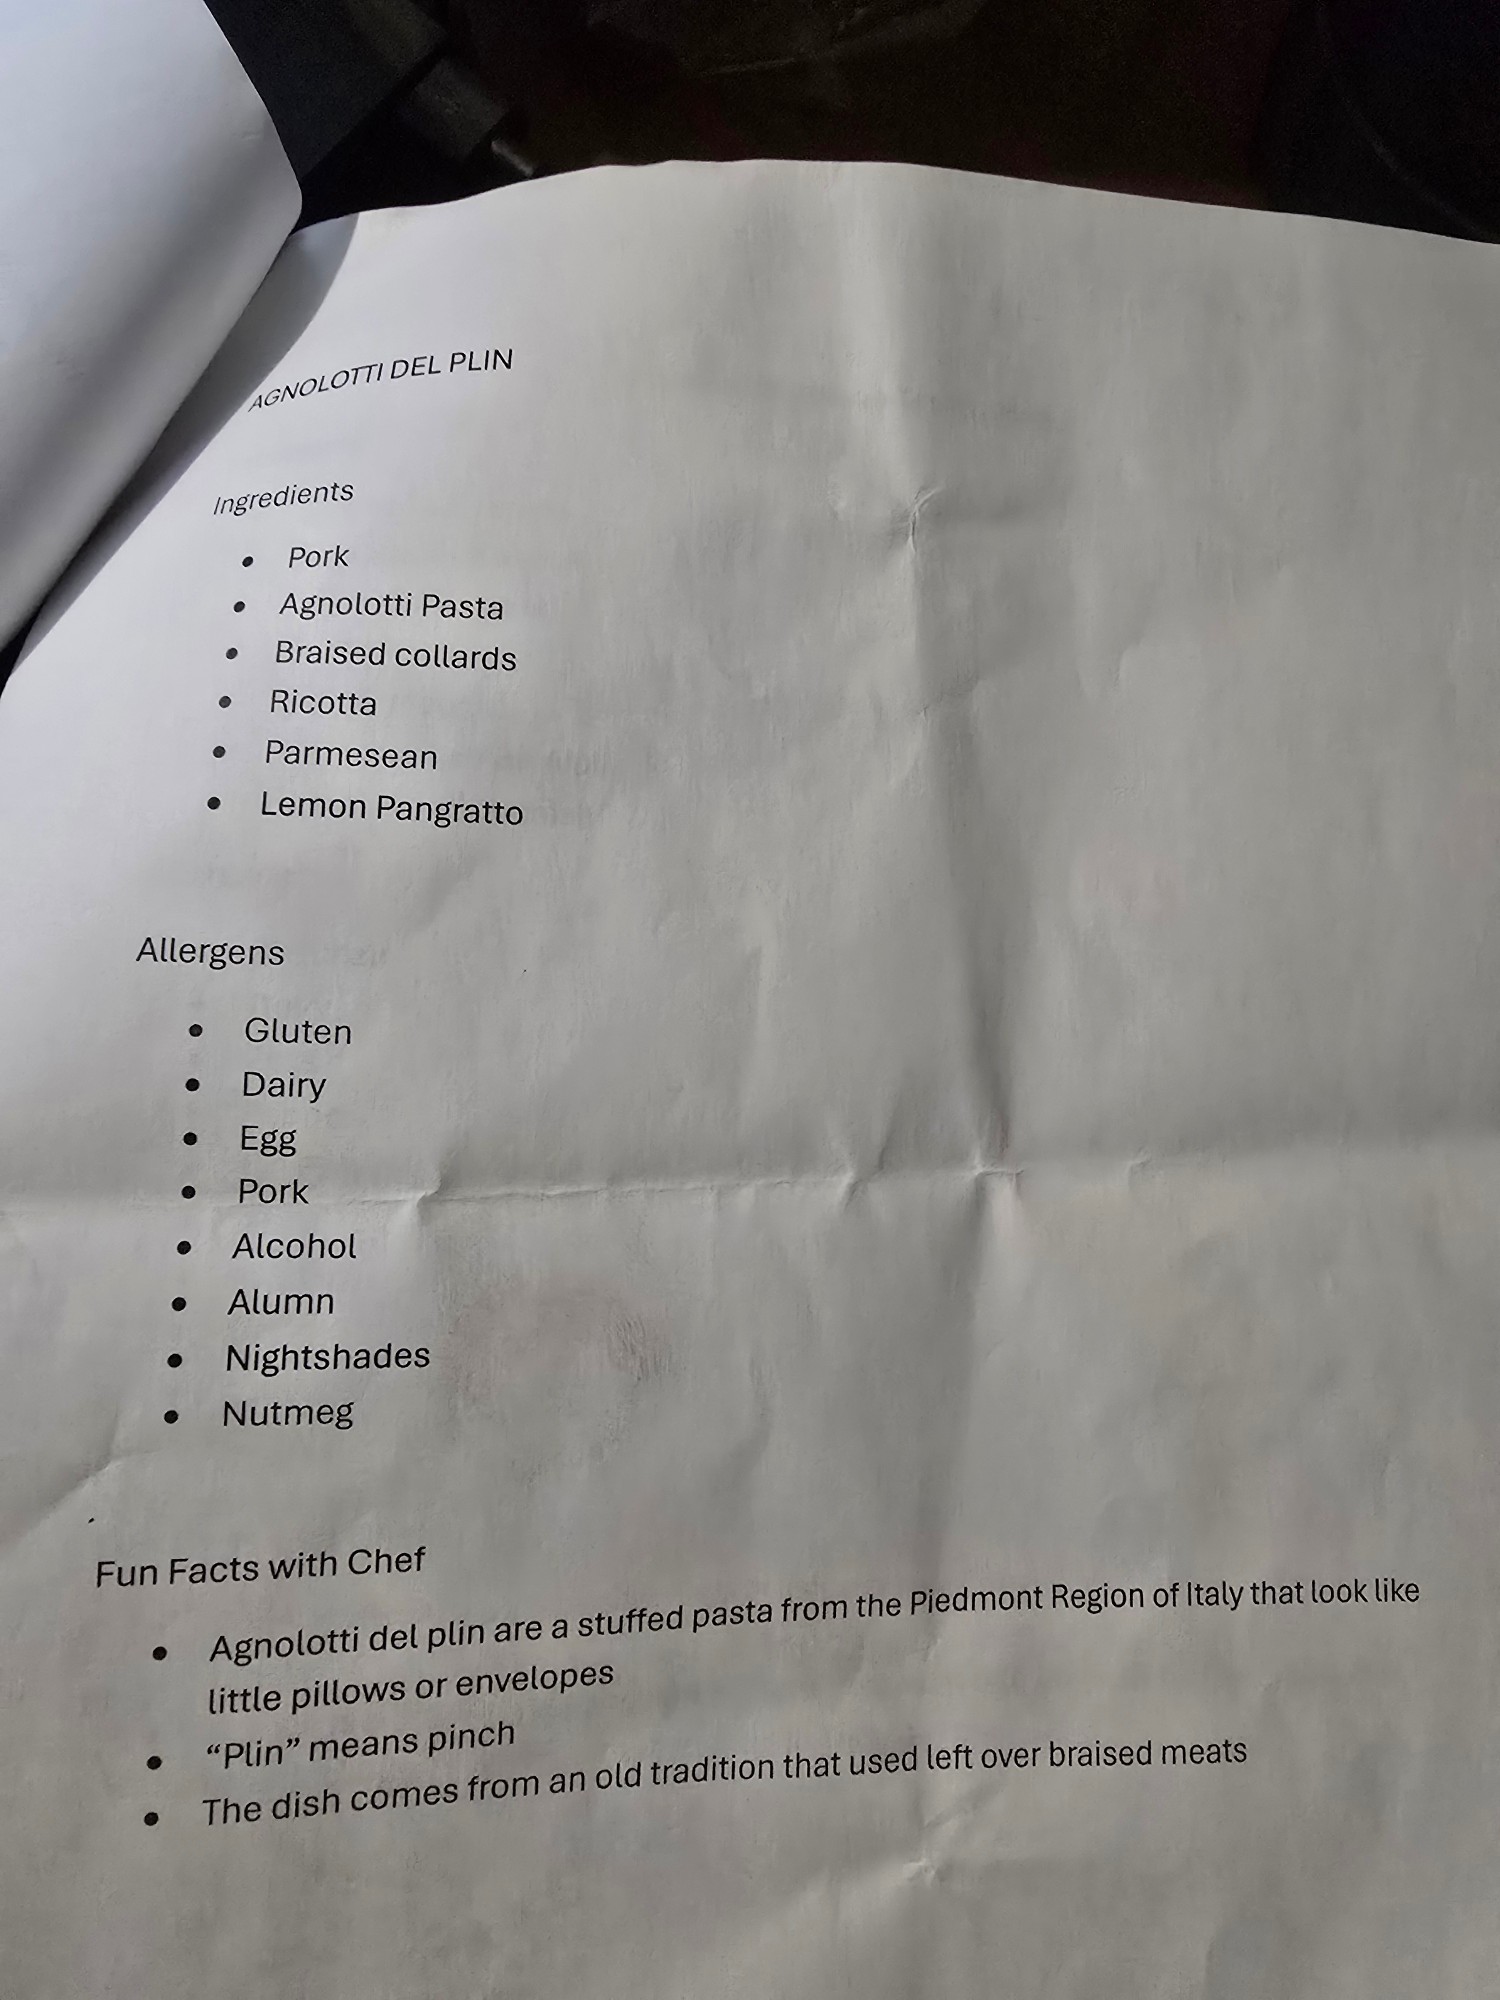 AGNOLOTTI DEL PLIN
Ingredients
• Pork
• Agnolotti Pasta
• Braised collards
• Ricotta
• Parmesean
• Lemon Pangratto
Allergens
• Gluten
• Dairy
• Egg
• Pork
• Alcohol
• Alumn
• Nightshades
• Nutmeg
Fun Facts with Chef
• Agnolotti del plin are a stuffed pasta from the Piedmont Region of Italy that look like
little pillows or envelopes
• “Plin” means pinch
• The dish comes from an old tradition that used left over braised meats